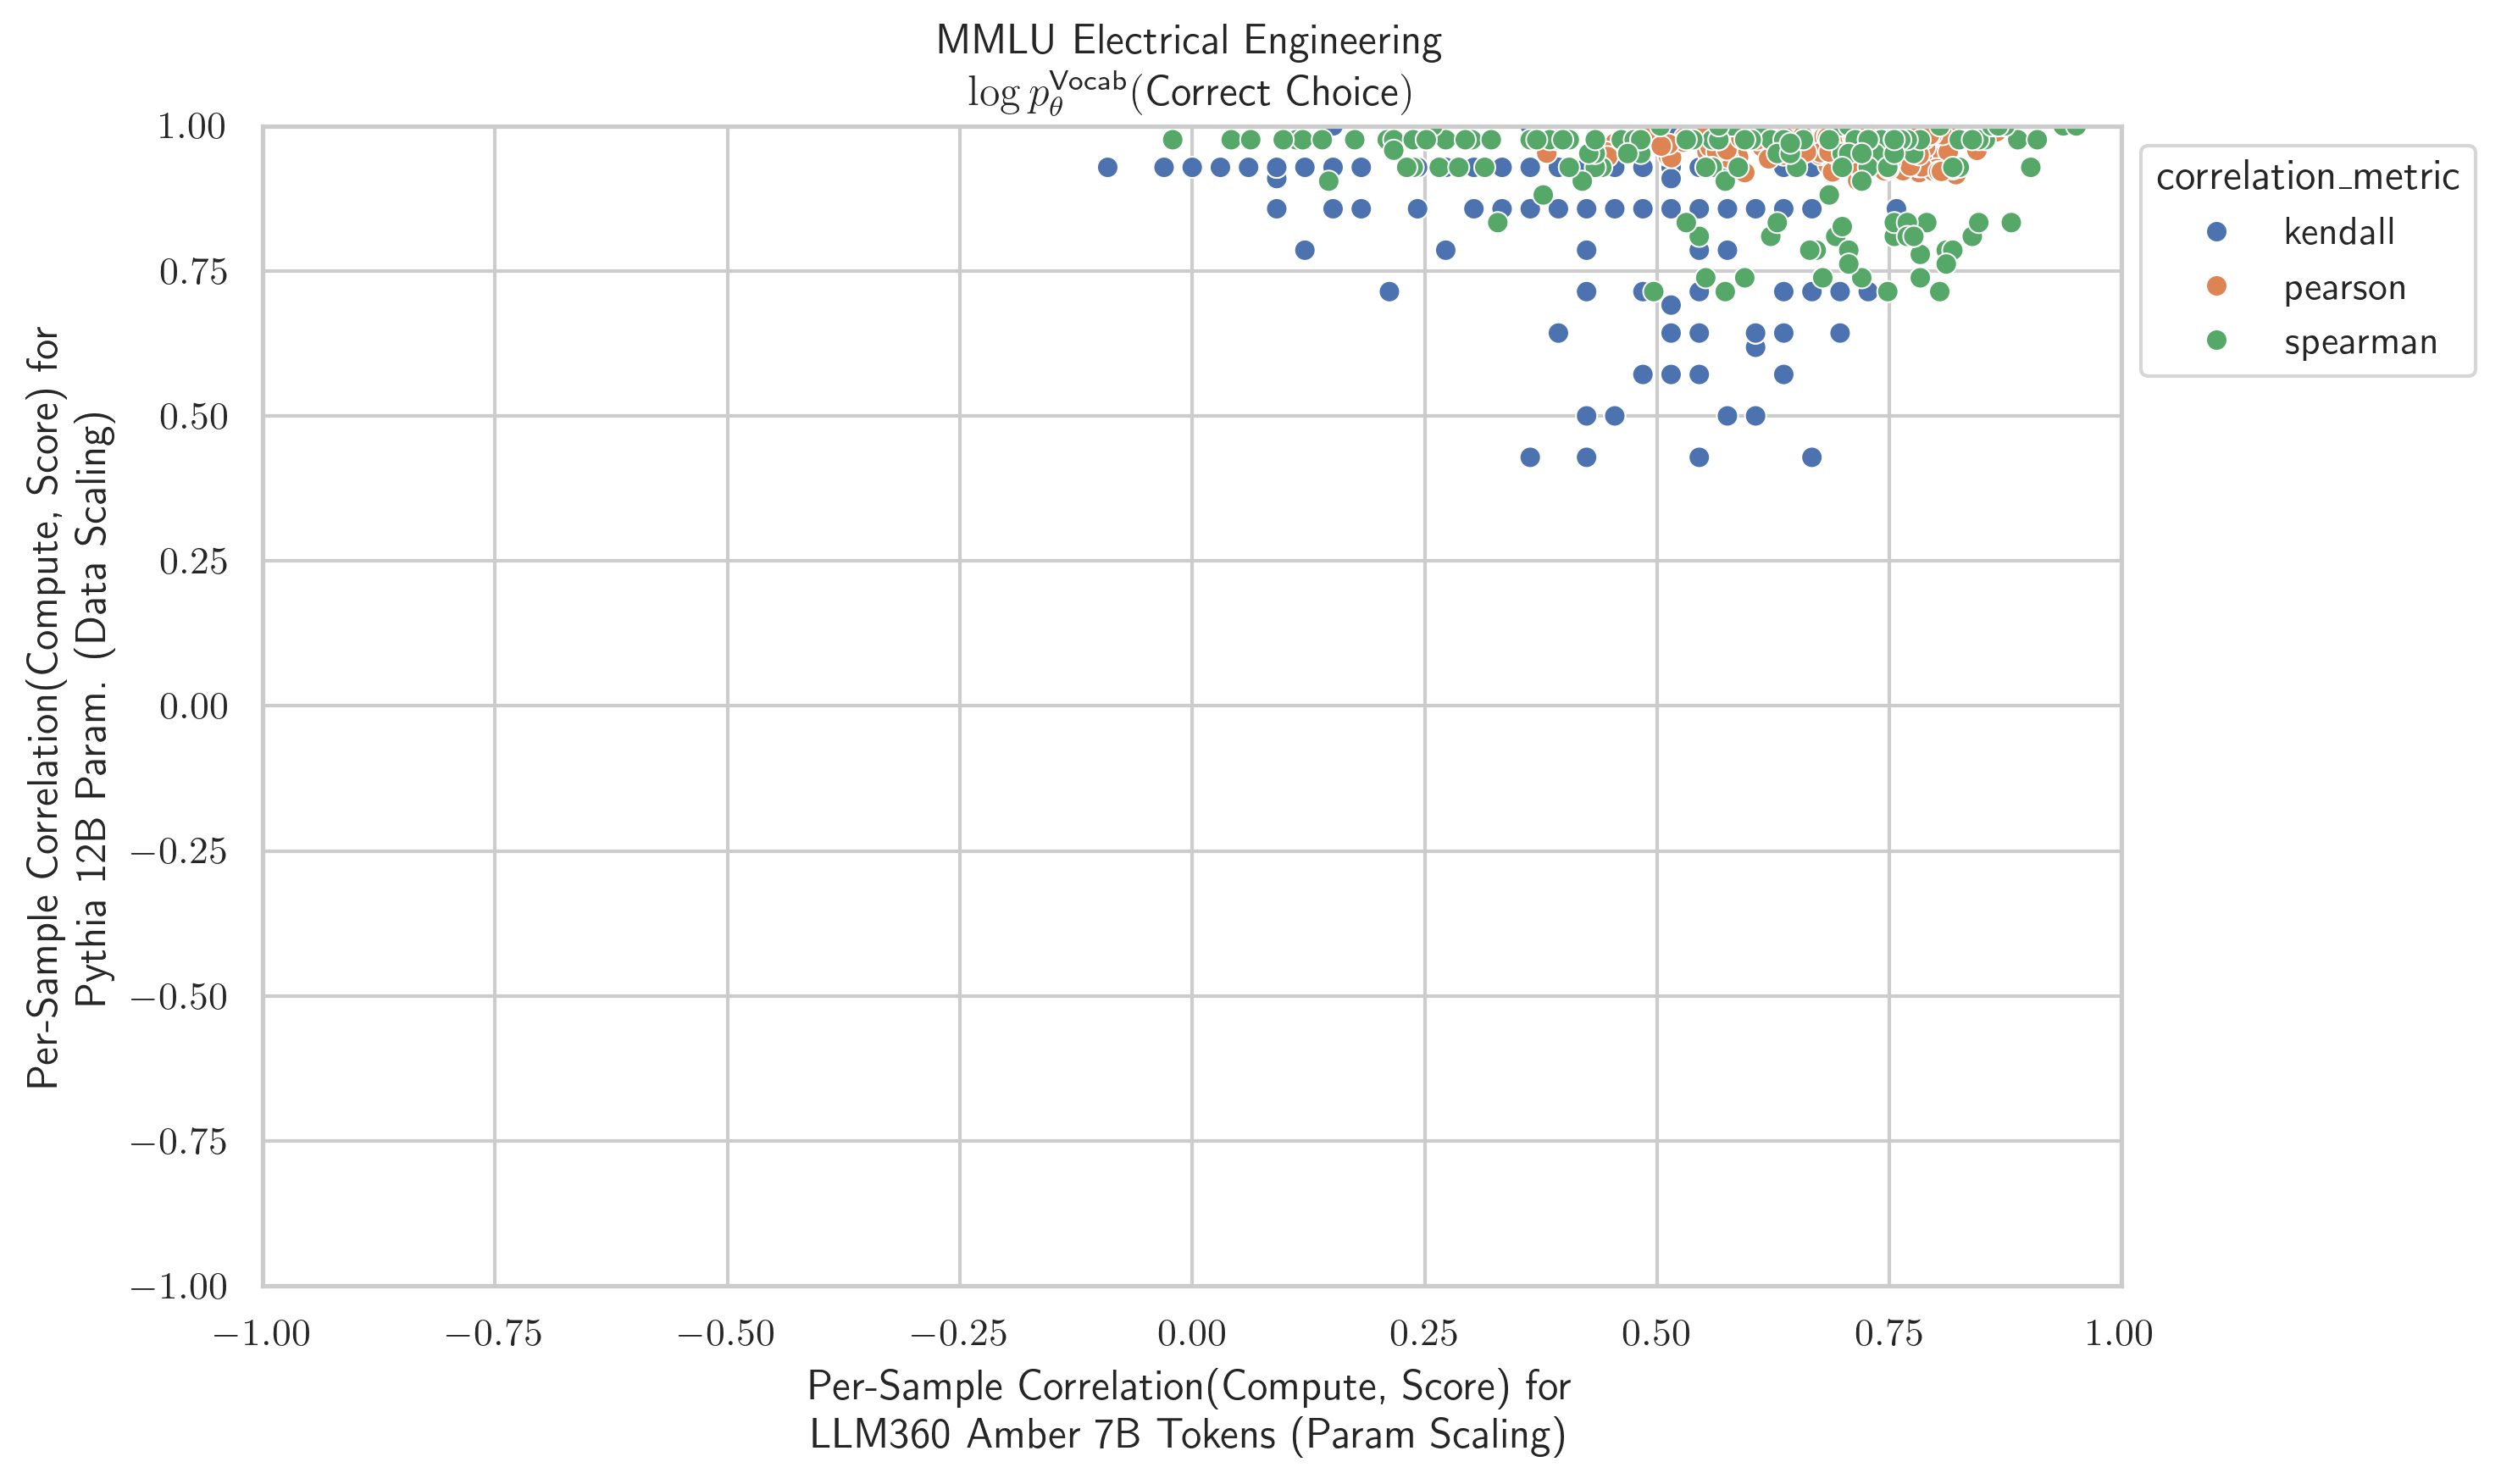 MMLU Electrical Engineering
log p_θ^Vocab(Correct Choice)
1.00
0.75
0.50
0.25
0.00
−0.25
−0.50
−0.75
−1.00
Per-Sample Correlation(Compute, Score) for
Pythia 12B Param. (Data Scaling)
correlation_metric
kendall
pearson
spearman
−1.00
−0.75
−0.50
−0.25
0.00
0.25
0.50
0.75
1.00
Per-Sample Correlation(Compute, Score) for
LLM360 Amber 7B Tokens (Param Scaling)